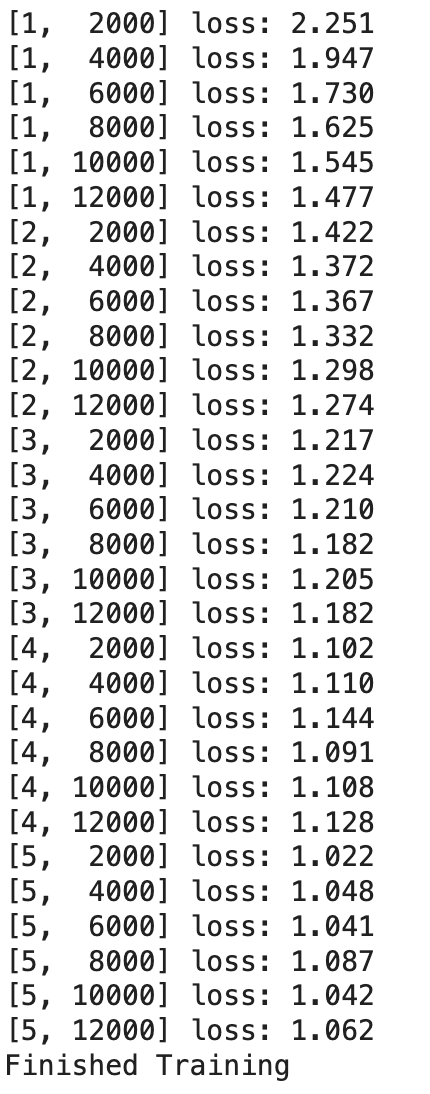 [1,  2000] loss: 2.251
[1,  4000] loss: 1.947
[1,  6000] loss: 1.730
[1,  8000] loss: 1.625
[1, 10000] loss: 1.545
[1, 12000] loss: 1.477
[2,  2000] loss: 1.422
[2,  4000] loss: 1.372
[2,  6000] loss: 1.367
[2,  8000] loss: 1.332
[2, 10000] loss: 1.298
[2, 12000] loss: 1.274
[3,  2000] loss: 1.217
[3,  4000] loss: 1.224
[3,  6000] loss: 1.210
[3,  8000] loss: 1.182
[3, 10000] loss: 1.205
[3, 12000] loss: 1.182
[4,  2000] loss: 1.102
[4,  4000] loss: 1.110
[4,  6000] loss: 1.144
[4,  8000] loss: 1.091
[4, 10000] loss: 1.108
[4, 12000] loss: 1.128
[5,  2000] loss: 1.022
[5,  4000] loss: 1.048
[5,  6000] loss: 1.041
[5,  8000] loss: 1.087
[5, 10000] loss: 1.042
[5, 12000] loss: 1.062
Finished Training